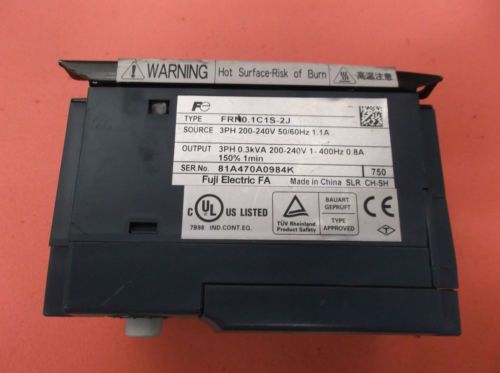 WARNING Hot Surface-Risk of Burn 高温注意
Fe
TYPE FRN0.1C1S-2J
SOURCE 3PH 200-240V 50/60Hz 1.1A
OUTPUT 3PH 0.3kVA 200-240V 1- 400Hz 0.8A
150% 1min
SER.No. 81A470A0984K 750
Fuji Electric FA Made in China SLR CH-SH
C UL US LISTED
7B98 IND.CONT.EQ.
TÜV Rheinland
Product Safety
BAUART
GEPRÜFT
TYPE
APPROVED
T